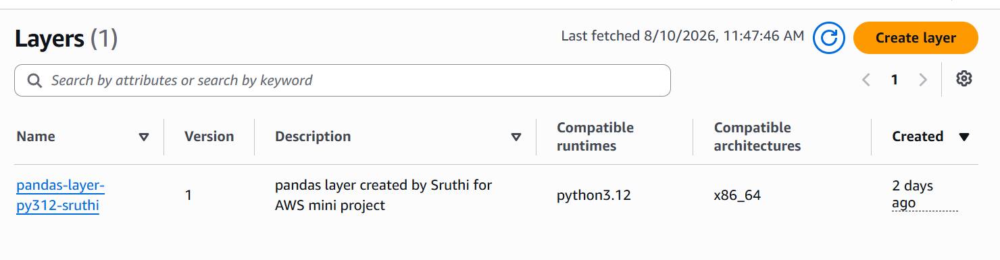 Layers (1)
Last fetched 8/10/2026, 11:47:46 AM
Create layer
Search by attributes or search by keyword
1
Name
Version
Description
Compatible
runtimes
Compatible
architectures
Created
pandas-layer-
py312-sruthi
1
pandas layer created by Sruthi for
AWS mini project
python3.12
x86_64
2 days
ago